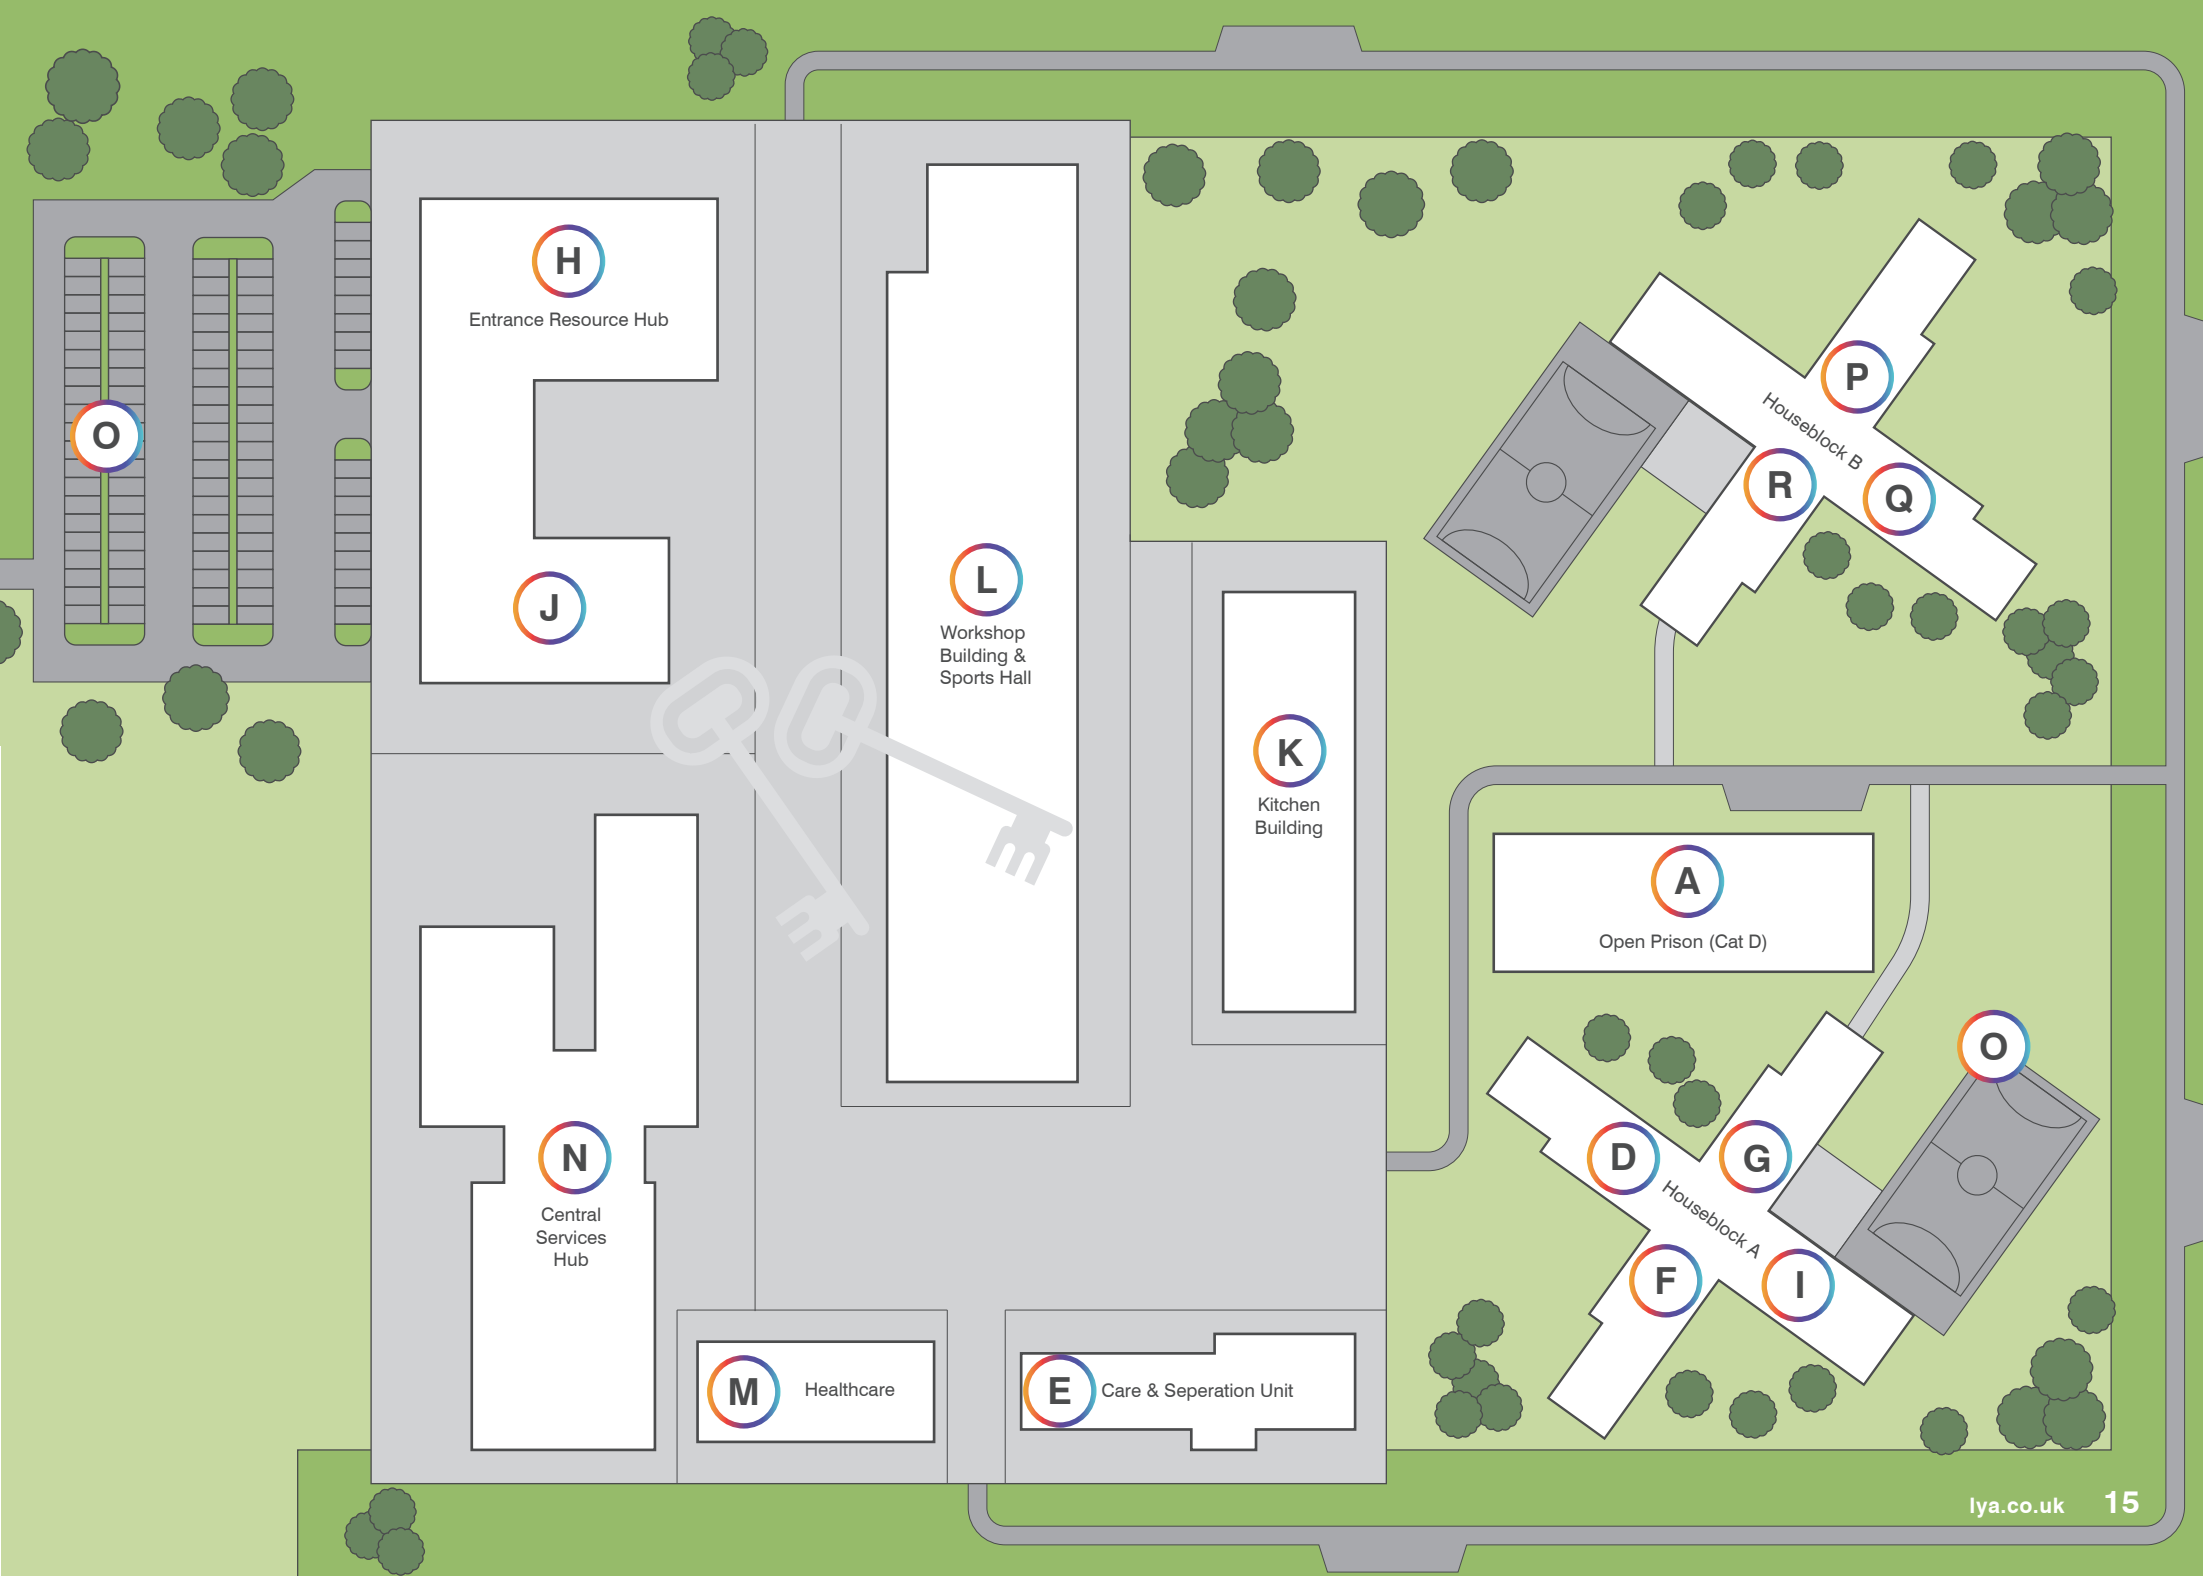 H
Entrance Resource Hub
P
Houseblock B
O
R
Q
L
J
Workshop
Building &
Sports Hall
K
Kitchen
Building
A
Open Prison (Cat D)
O
N
D
G
Houseblock A
Central
Services
Hub
F
I
M
Healthcare
E
Care & Seperation Unit
lya.co.uk 15